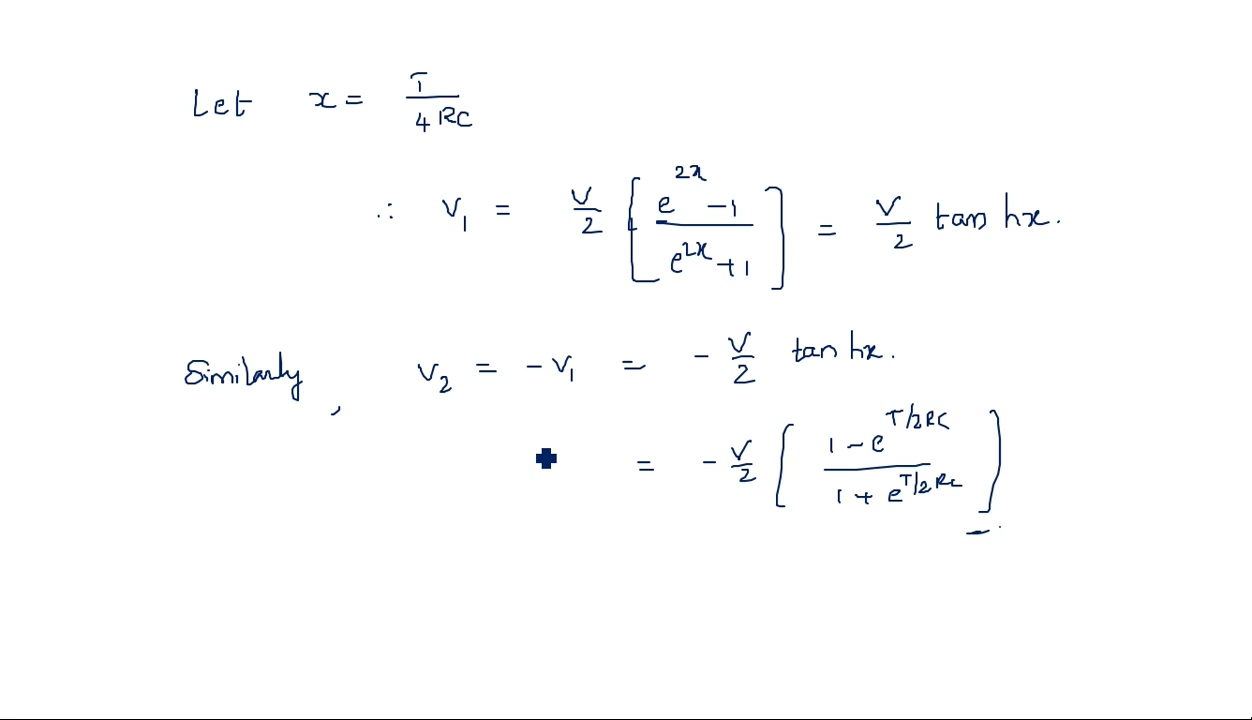 Let x = T / 4RC
∴ V₁ = V/2 [ (e^2x − 1) / (e^2x + 1) ] = V/2 tan hx.
Similarly, V₂ = −V₁ = − V/2 tan hx.
= − V/2 [ (1 − e^T/2RC) / (1 + e^T/2RC) ]